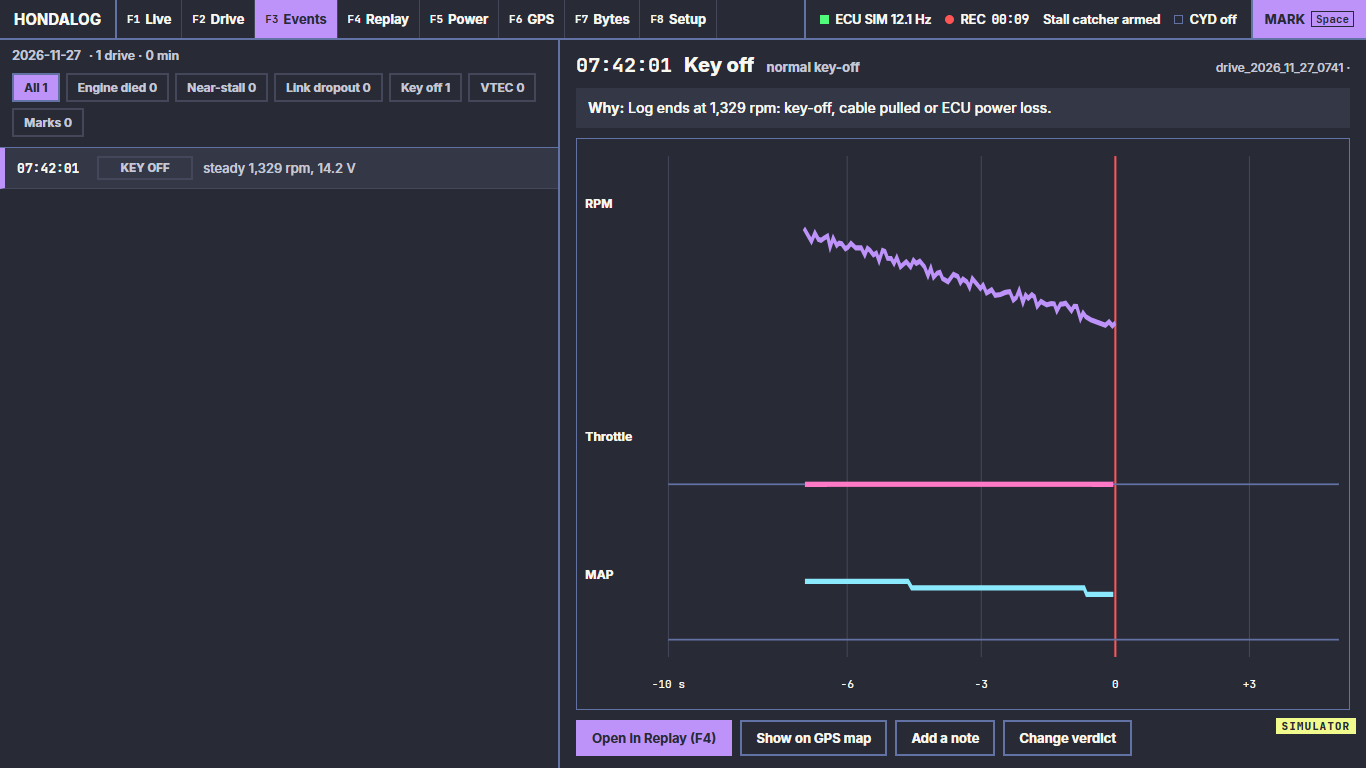 HONDALOG F1 Live F2 Drive F3 Events F4 Replay F5 Power F6 GPS F7 Bytes F8 Setup ECU SIM 12.1 Hz REC 00:09 Stall catcher armed CYD off MARK Space
2026-11-27 · 1 drive · 0 min
All 1 Engine died 0 Near-stall 0 Link dropout 0 Key off 1 VTEC 0
Marks 0
07:42:01 KEY OFF steady 1,329 rpm, 14.2 V
07:42:01 Key off normal key-off drive_2026_11_27_0741 ·
Why: Log ends at 1,329 rpm: key-off, cable pulled or ECU power loss.
RPM
Throttle
MAP
-10 s -6 -3 0 +3
Open in Replay (F4) Show on GPS map Add a note Change verdict
SIMULATOR